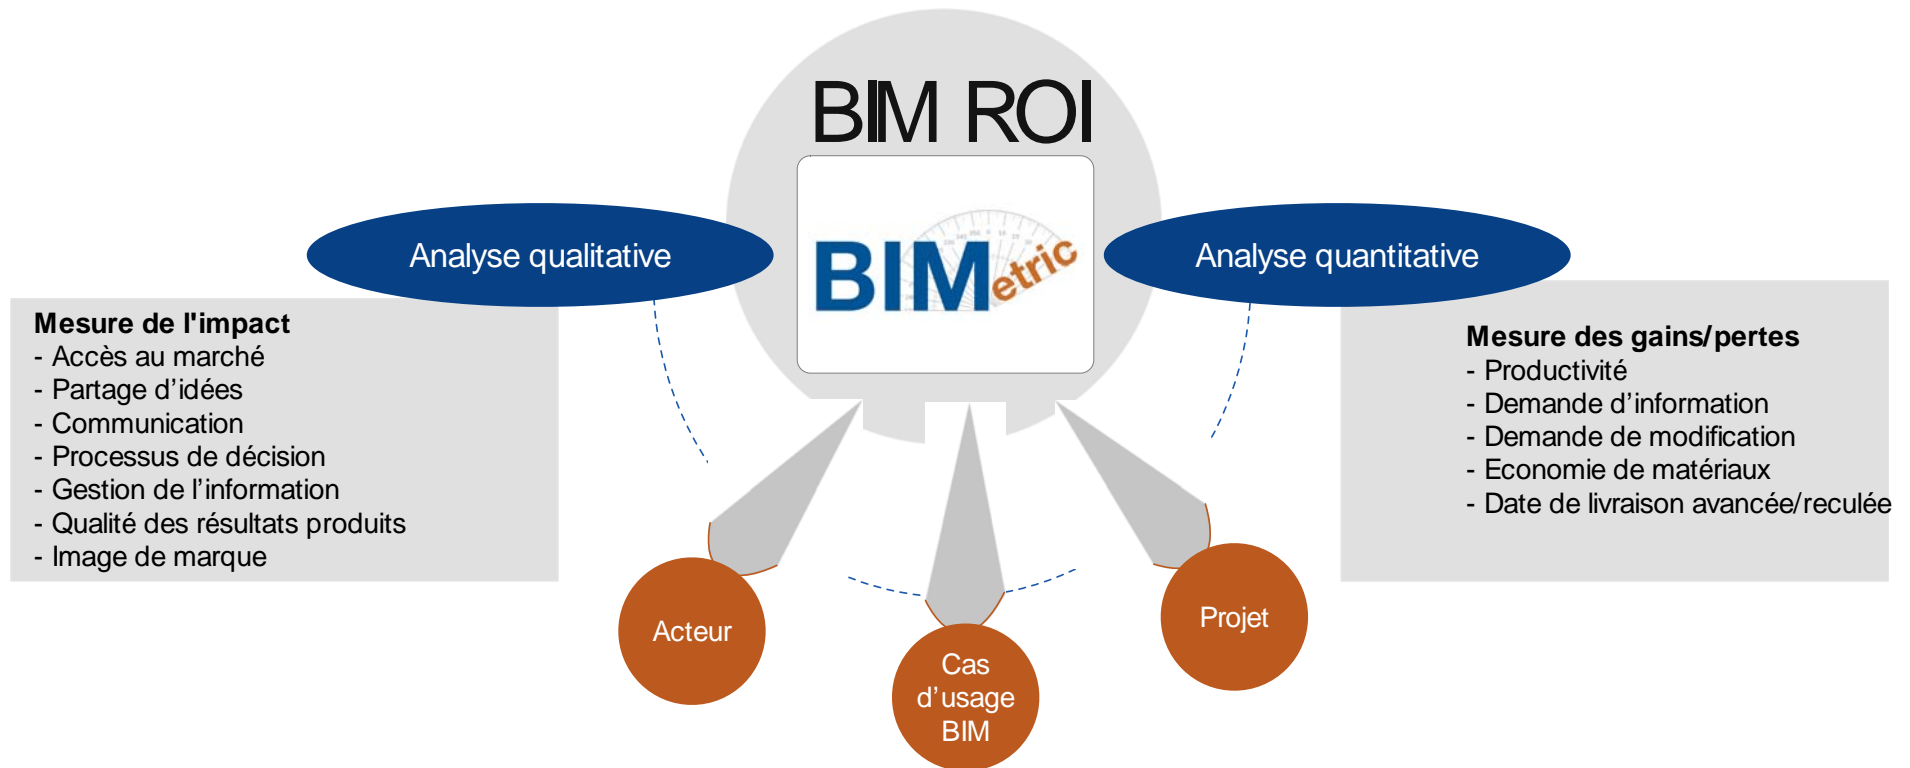 BIM ROI
BIMetric
Analyse qualitative
Analyse quantitative
Mesure de l'impact
- Accès au marché
- Partage d’idées
- Communication
- Processus de décision
- Gestion de l’information
- Qualité des résultats produits
- Image de marque
Mesure des gains/pertes
- Productivité
- Demande d’information
- Demande de modification
- Economie de matériaux
- Date de livraison avancée/reculée
Acteur
Cas
d’usage
BIM
Projet